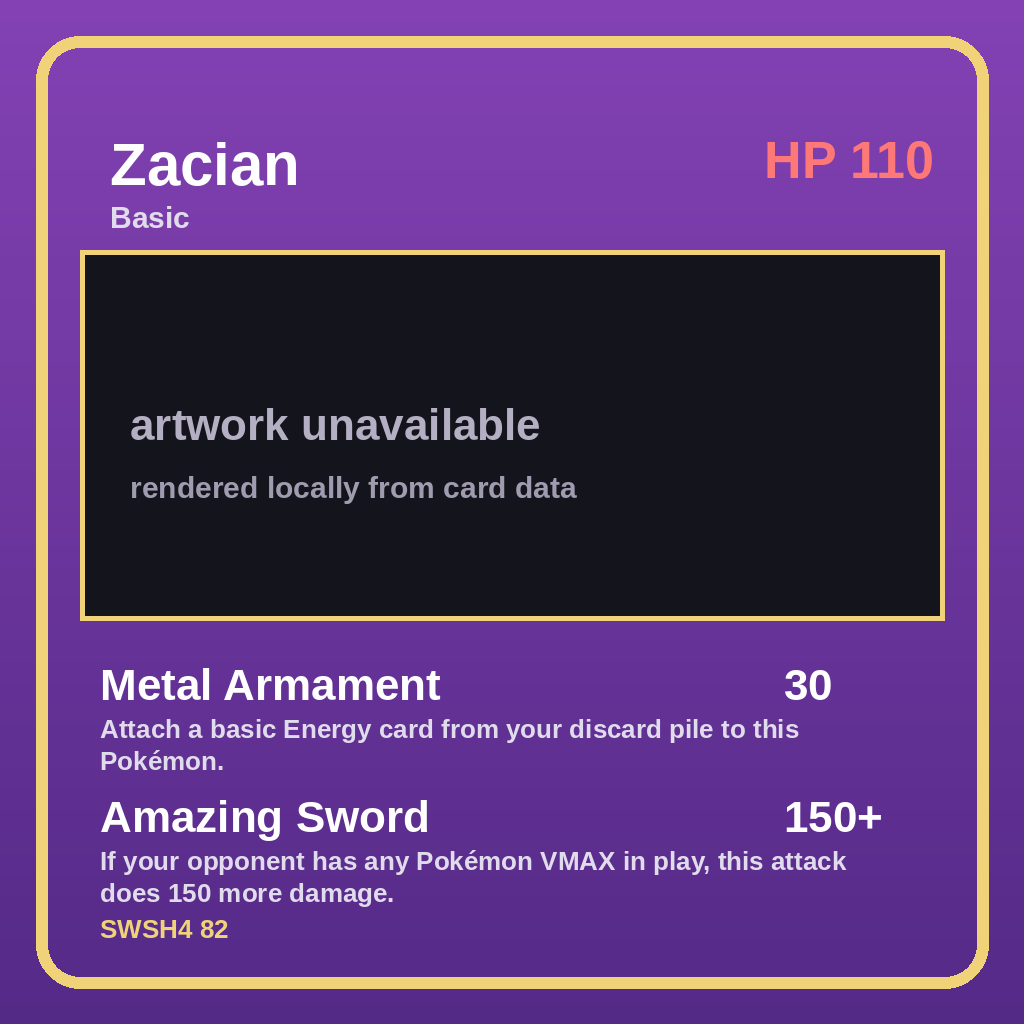 Zacian
HP 110
Basic
artwork unavailable
rendered locally from card data
Metal Armament 30
Attach a basic Energy card from your discard pile to this
Pokémon.
Amazing Sword 150+
If your opponent has any Pokémon VMAX in play, this attack
does 150 more damage.
SWSH4 82